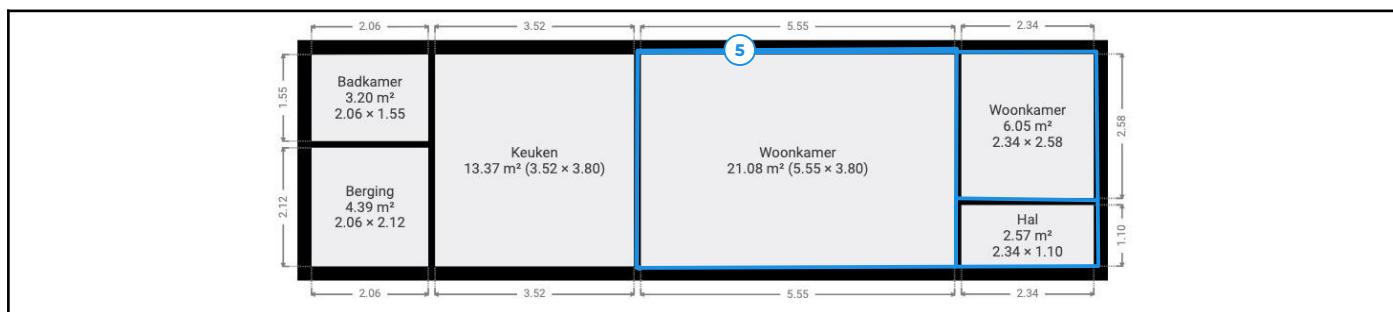 2.06
3.52
5.55
2.34
5
1.55
Badkamer
3.20 m²
2.06 × 1.55
2.12
Berging
4.39 m²
2.06 × 2.12
Keuken
13.37 m² (3.52 × 3.80)
Woonkamer
21.08 m² (5.55 × 3.80)
Woonkamer
6.05 m²
2.34 × 2.58
2.58
Hal
2.57 m²
2.34 × 1.10
1.10
2.06
3.52
5.55
2.34